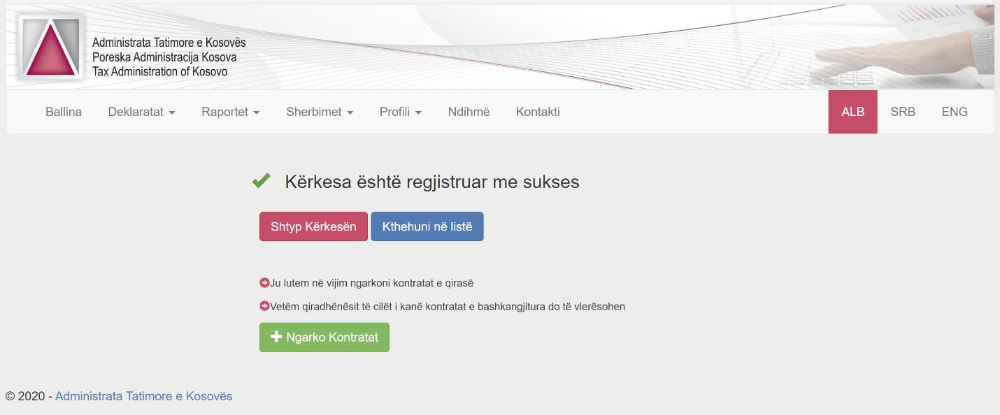 Administrata Tatimore e Kosovës
Poreska Administracija Kosova
Tax Administration of Kosovo
Ballina Deklaratat Raportet Sherbimet Profili Ndihmë Kontakti ALB SRB ENG
Kërkesa është regjistruar me sukses
Shtyp Kërkesën Kthehuni në listë
Ju lutem në vijim ngarkoni kontratat e qirasë
Vetëm qiradhënësit të cilët i kanë kontratat e bashkangjitura do të vlerësohen
Ngarko Kontratat
© 2020 - Administrata Tatimore e Kosovës